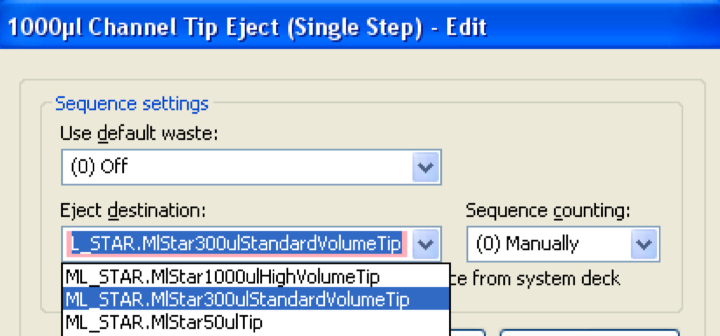 1000µl Channel Tip Eject (Single Step) - Edit
Sequence settings
Use default waste:
(0) Off
Eject destination:
Sequence counting:
L_STAR.MlStar300ulStandardVolumeTip
(0) Manually
ML_STAR.MlStar1000ulHighVolumeTip
ce from system deck
ML_STAR.MlStar300ulStandardVolumeTip
ML_STAR.MlStar50ulTip